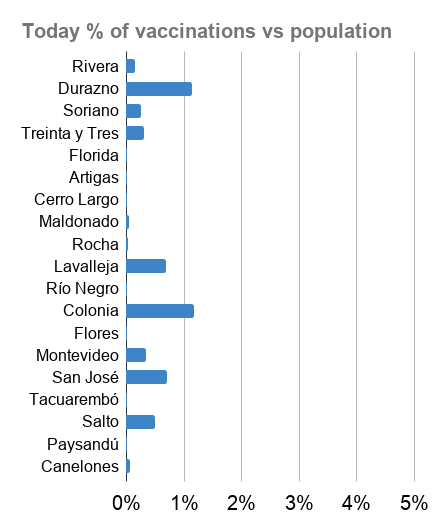 Today % of vaccinations vs population
Rivera
Durazno
Soriano
Treinta y Tres
Florida
Artigas
Cerro Largo
Maldonado
Rocha
Lavalleja
Río Negro
Colonia
Flores
Montevideo
San José
Tacuarembó
Salto
Paysandú
Canelones
0% 1% 2% 3% 4% 5%